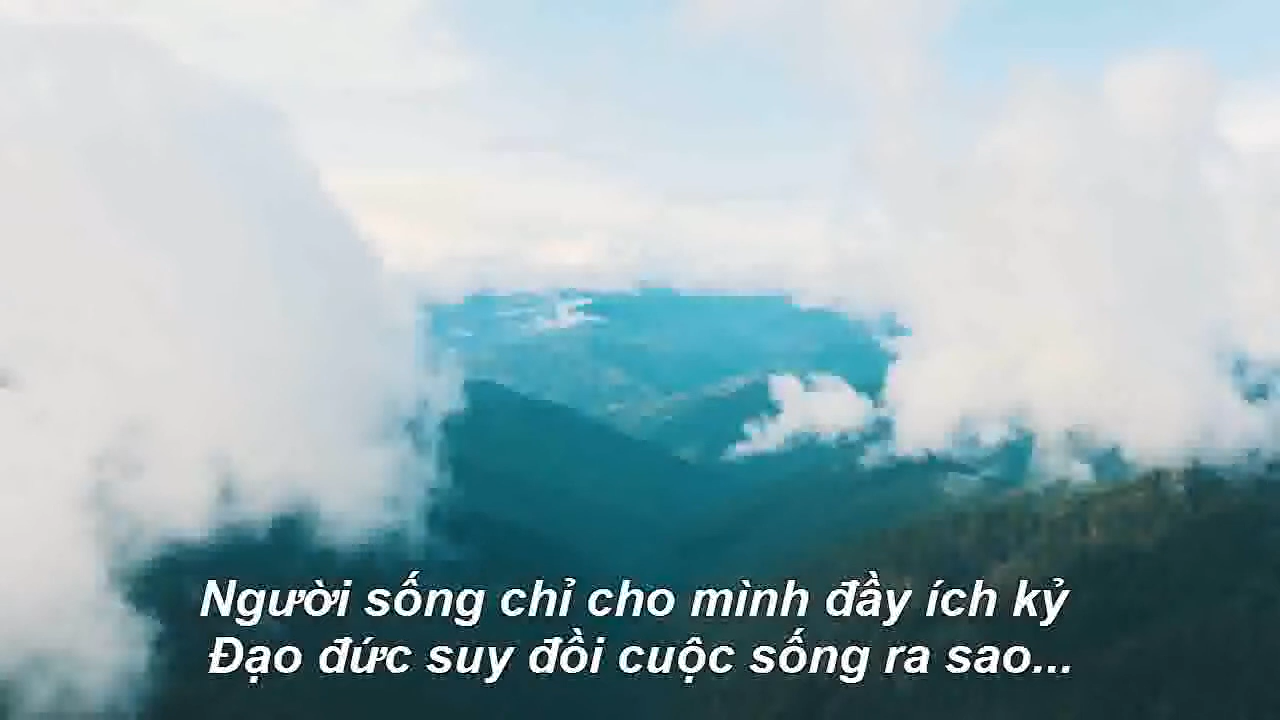 Người sống chỉ cho mình đầy ích kỷ
Đạo đức suy đồi cuộc sống ra sao...